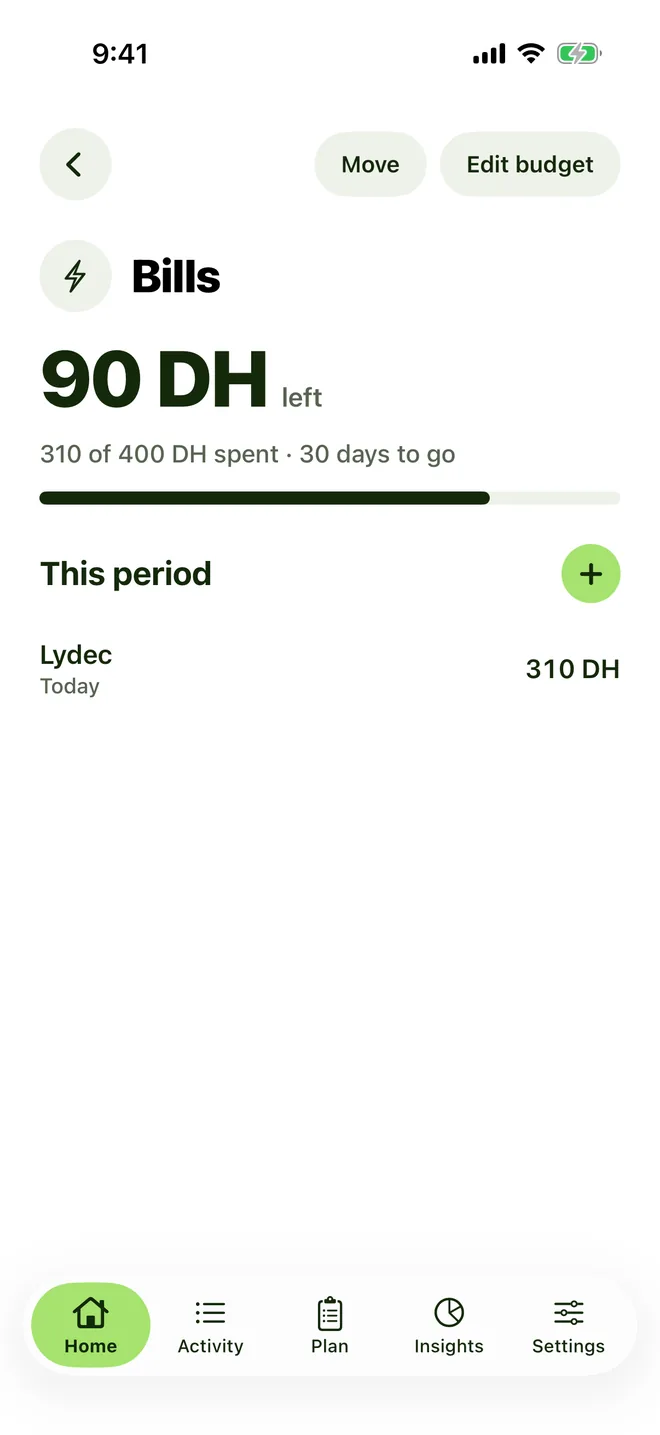 9:41
Move
Edit budget
Bills
90 DH left
310 of 400 DH spent · 30 days to go
This period
Lydec
Today
310 DH
Home
Activity
Plan
Insights
Settings